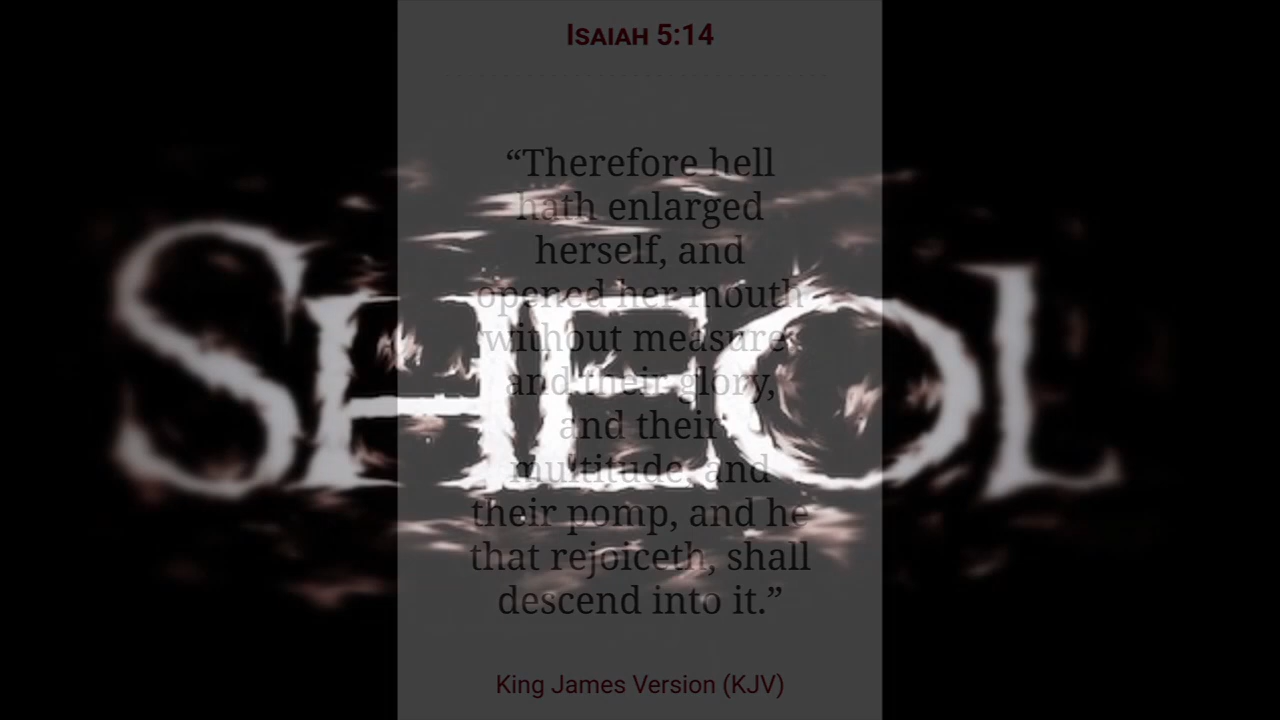 Isaiah 5:14
“Therefore hell
hath enlarged
herself, and
opened her mouth
without measure
and their glory,
and their
multitude, and
their pomp, and he
that rejoiceth, shall
descend into it.”
SHEOL
King James Version (KJV)